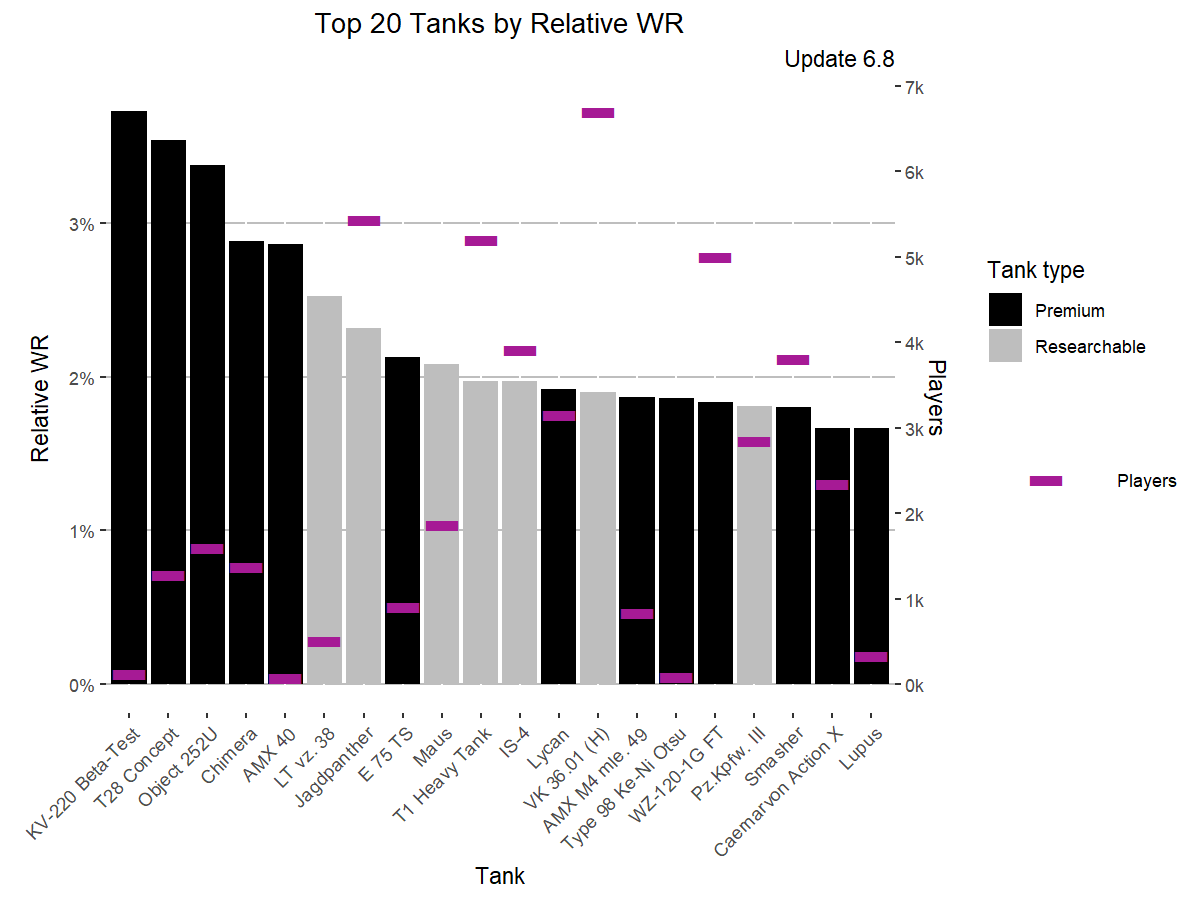 Top 20 Tanks by Relative WR
Update 6.8
Relative WR
3%
2%
1%
0%
7k
6k
5k
4k
3k
2k
1k
0k
Players
KV-220 Beta-Test
T28 Concept
Object 252U
Chimera
AMX 40
LT vz. 38
Jagdpanther
E 75 TS
Maus
T1 Heavy Tank
IS-4
Lycan
VK 36.01 (H)
AMX M4 mle. 49
Type 98 Ke-Ni Otsu
WZ-120-1G FT
Pz.Kpfw. III
Smasher
Caernarvon Action X
Lupus
Tank
Tank type
Premium
Researchable
Players